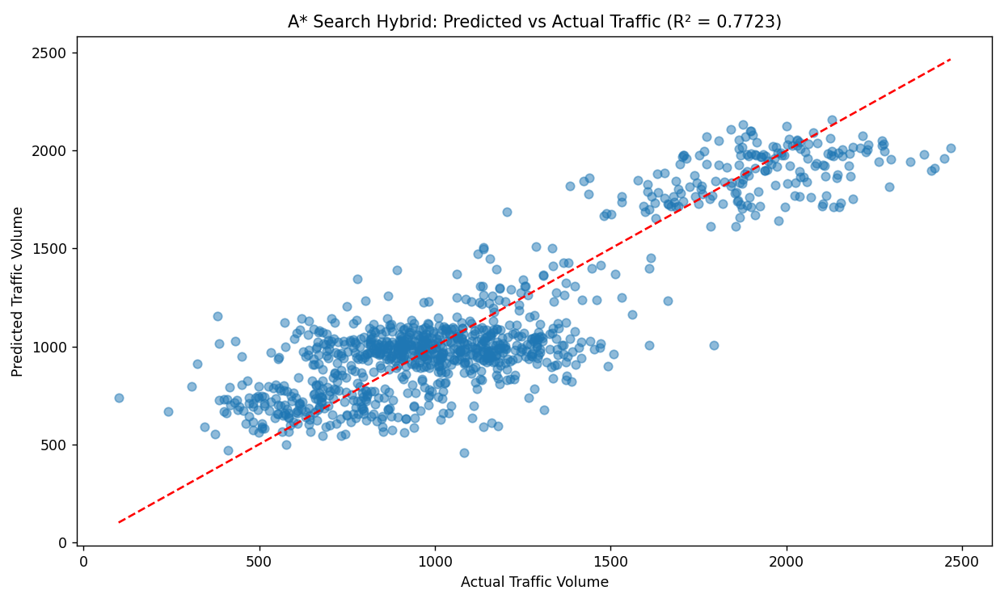 A* Search Hybrid: Predicted vs Actual Traffic (R² = 0.7723)
2500
2000
1500
1000
500
0
Predicted Traffic Volume
0 500 1000 1500 2000 2500
Actual Traffic Volume